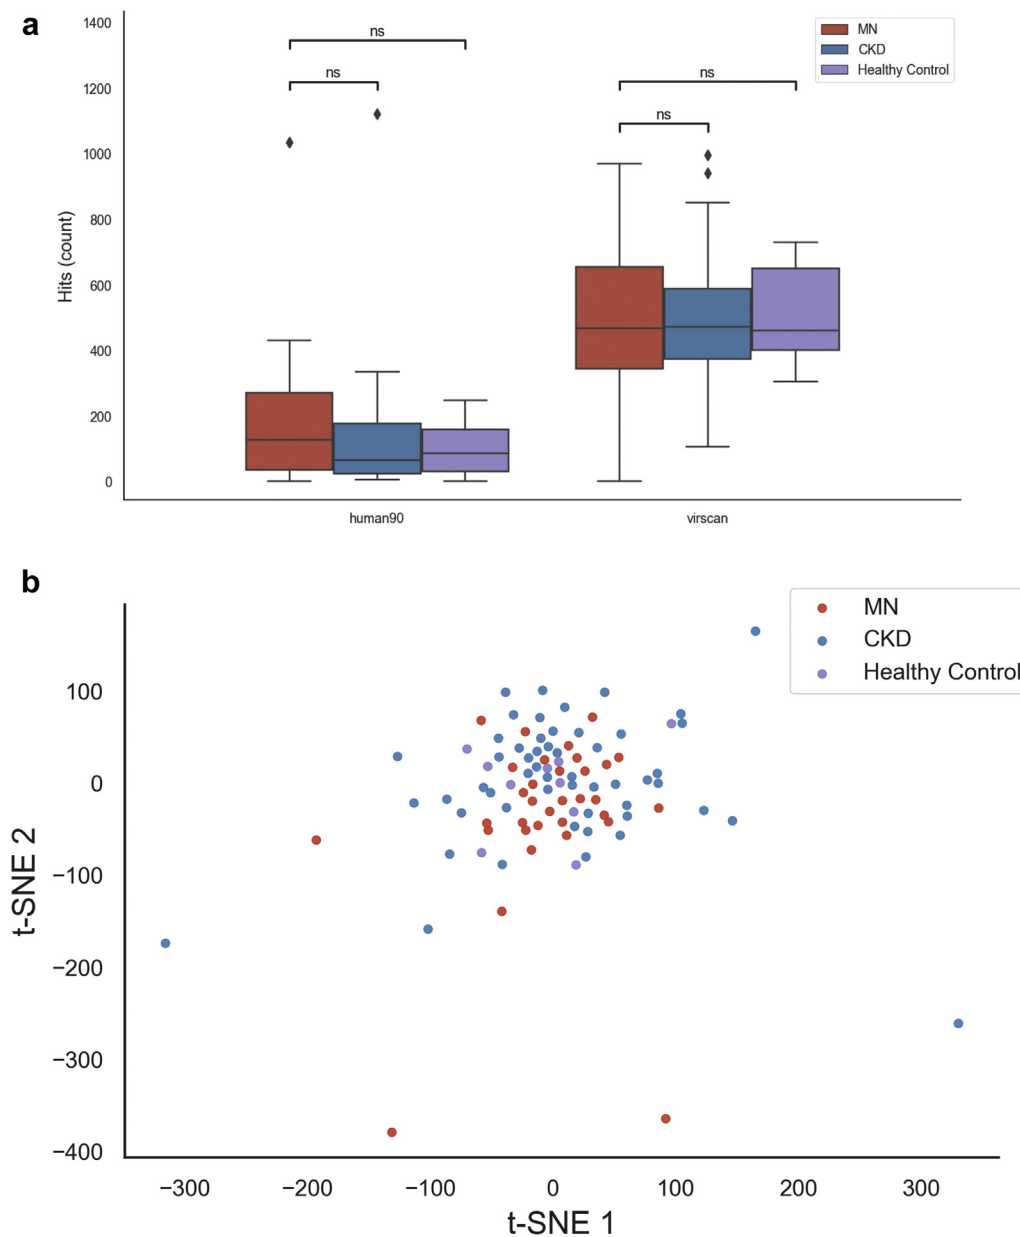 a
1400
1200
1000
800
600
400
200
0
Hits (count)
ns
ns
ns
ns
MN
CKD
Healthy Control
human90
virscan
b
MN
CKD
Healthy Control
100
0
−100
−200
−300
−400
t-SNE 2
−300
−200
−100
0
100
200
300
t-SNE 1